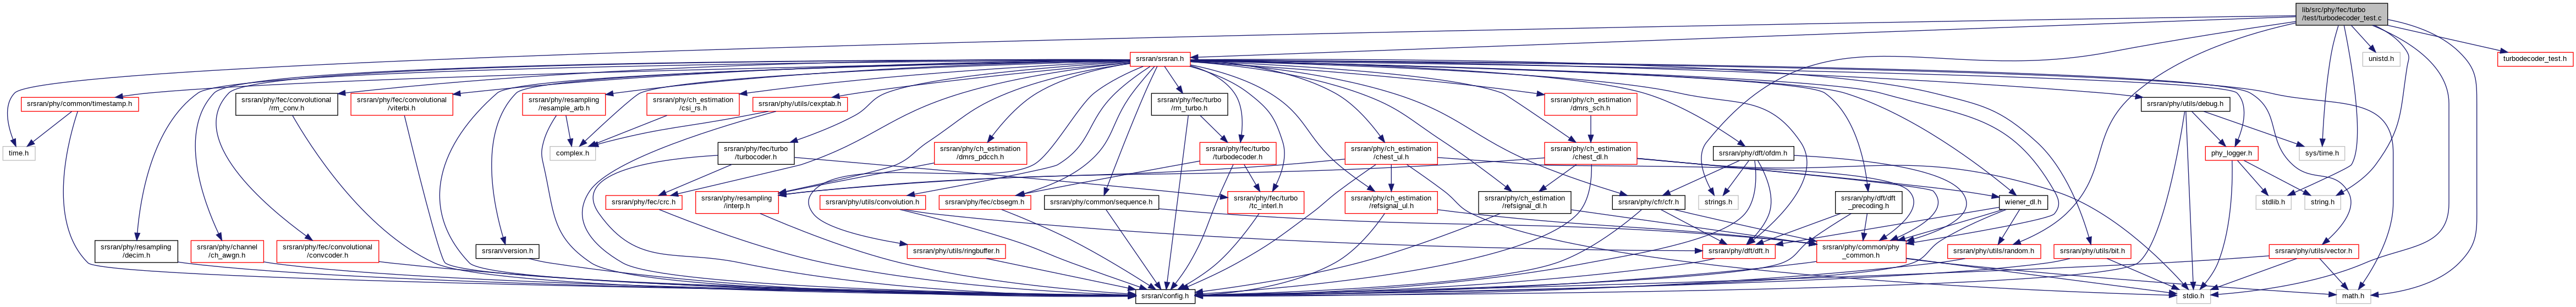 lib/src/phy/fec/turbo
/test/turbodecoder_test.c
srsran/srsran.h
unistd.h
turbodecoder_test.h
srsran/phy/common/timestamp.h
srsran/phy/fec/convolutional
/rm_conv.h
srsran/phy/fec/convolutional
/viterbi.h
srsran/phy/resampling
/resample_arb.h
srsran/phy/ch_estimation
/csi_rs.h
srsran/phy/utils/cexptab.h
srsran/phy/fec/turbo
/rm_turbo.h
srsran/phy/ch_estimation
/dmrs_sch.h
srsran/phy/utils/debug.h
time.h
complex.h
srsran/phy/fec/turbo
/turbocoder.h
srsran/phy/ch_estimation
/dmrs_pdcch.h
srsran/phy/fec/turbo
/turbodecoder.h
srsran/phy/ch_estimation
/chest_ul.h
srsran/phy/ch_estimation
/chest_dl.h
srsran/phy/dft/ofdm.h
phy_logger.h
sys/time.h
srsran/phy/fec/crc.h
srsran/phy/resampling
/interp.h
srsran/phy/utils/convolution.h
srsran/phy/fec/cbsegm.h
srsran/phy/common/sequence.h
srsran/phy/fec/turbo
/tc_interl.h
srsran/phy/ch_estimation
/refsignal_ul.h
srsran/phy/ch_estimation
/refsignal_dl.h
srsran/phy/cfr/cfr.h
strings.h
srsran/phy/dft/dft
_precoding.h
wiener_dl.h
stdlib.h
string.h
srsran/phy/resampling
/decim.h
srsran/phy/channel
/ch_awgn.h
srsran/phy/fec/convolutional
/convcoder.h
srsran/version.h
srsran/phy/utils/ringbuffer.h
srsran/phy/dft/dft.h
srsran/phy/common/phy
_common.h
srsran/phy/utils/random.h
srsran/phy/utils/bit.h
srsran/phy/utils/vector.h
srsran/config.h
stdio.h
math.h